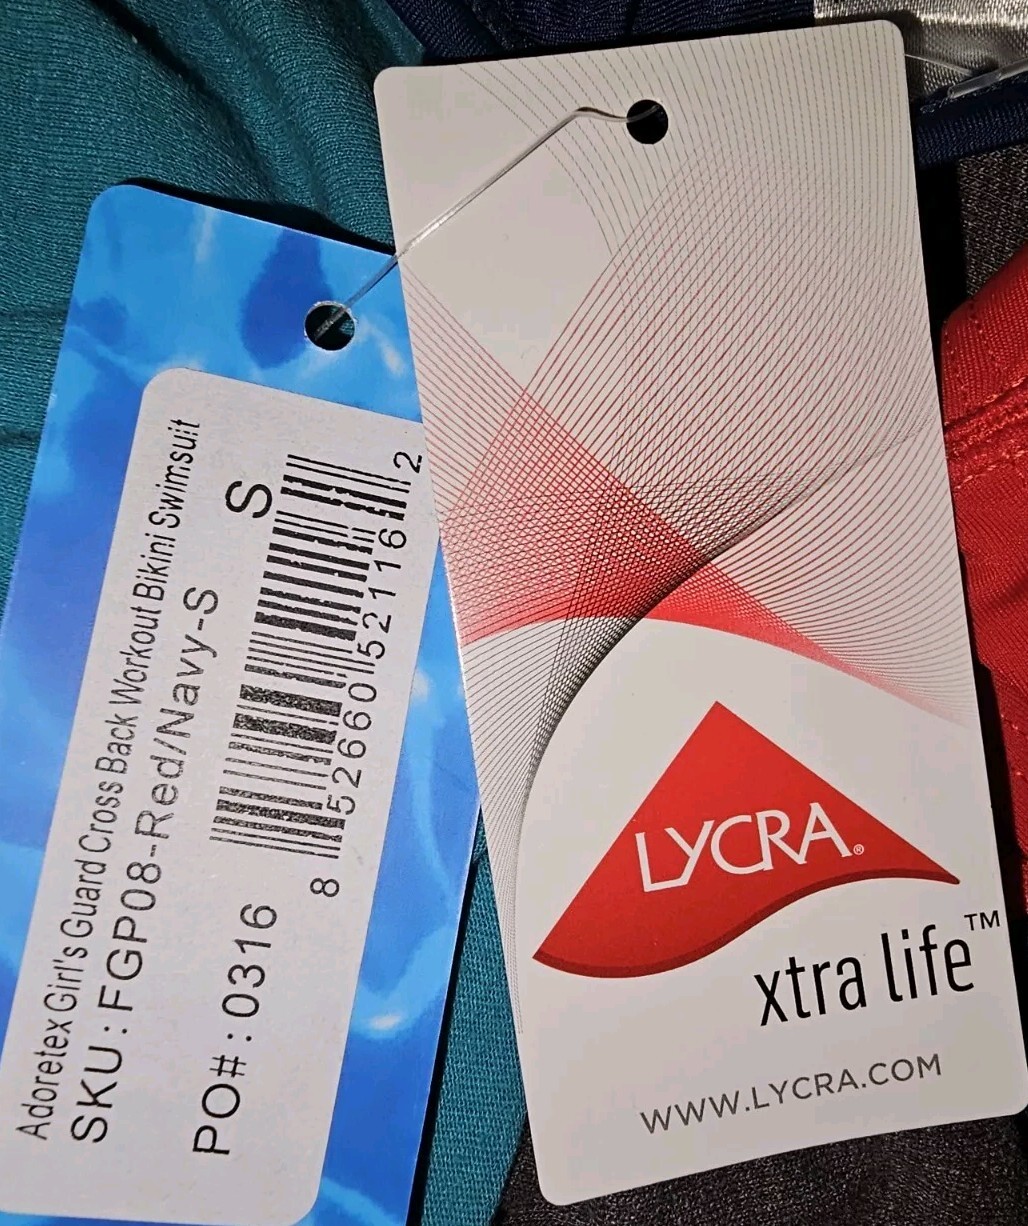 Adoretex Girl's Guard Cross Back Workout Bikini Swimsuit
SKU : FGP08-Red/Navy-S
S
8 52660 52116 2
PO# : 0316
LYCRA®
xtra life™
WWW.LYCRA.COM